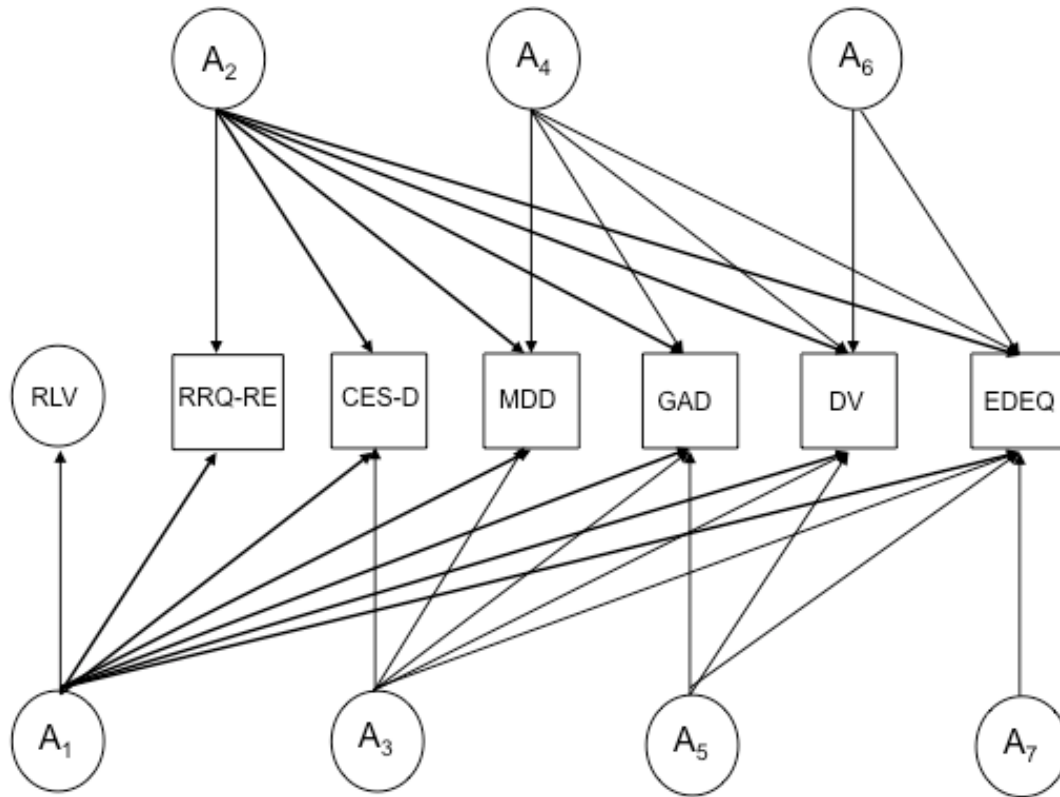 A₂ A₄ A₆
RLV RRQ-RE CES-D MDD GAD DV EDEQ
A₁ A₃ A₅ A₇